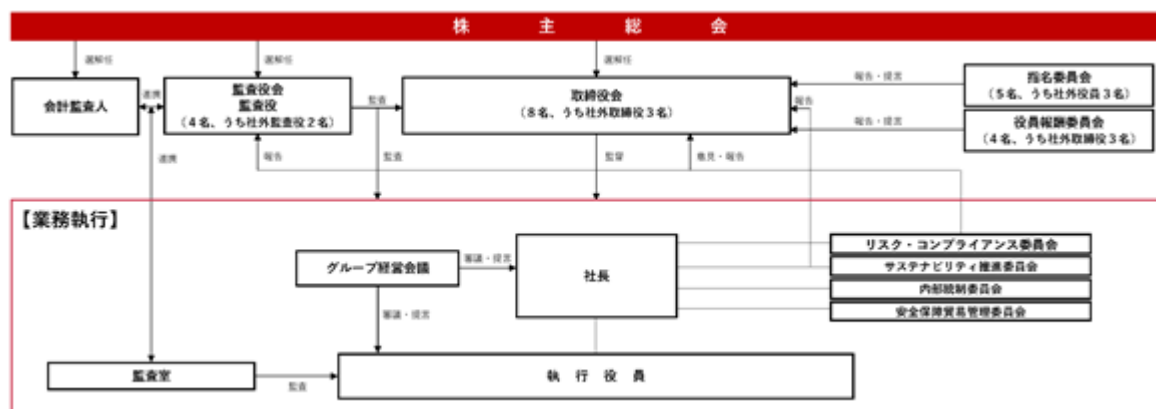 株主総会
選解任
選解任
選解任
会計監査人
連携
監査役会
監査役
(4名、うち社外監査役2名)
監査
取締役会
(8名、うち社外取締役3名)
報告・提言
指名委員会
(5名、うち社外役員3名)
報告
報告・提言
役員報酬委員会
(4名、うち社外取締役3名)
連携
報告
監査
監督
意見・報告
【業務執行】
グループ経営会議
審議・提言
社長
リスク・コンプライアンス委員会
サステナビリティ推進委員会
内部統制委員会
安全保障貿易管理委員会
審議・提言
監査室
監査
執行役員